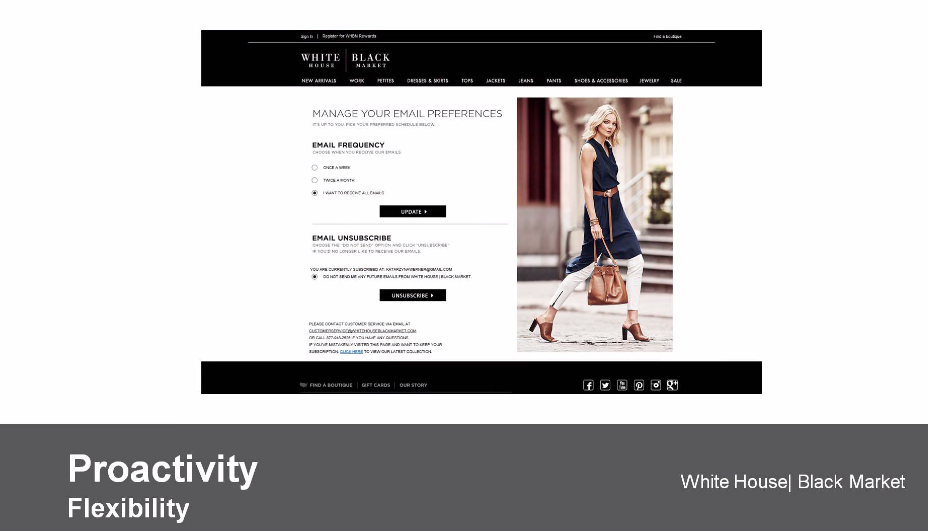 Sign In | Register for WHBM Rewards
Find a Boutique
WHITE | BLACK
HOUSE | MARKET
NEW ARRIVALS WORK PETITES DRESSES & SKIRTS TOPS JACKETS JEANS PANTS SHOES & ACCESSORIES JEWELRY SALE
MANAGE YOUR EMAIL PREFERENCES
IT'S UP TO YOU: PICK YOUR PREFERRED SCHEDULE BELOW.
EMAIL FREQUENCY
CHOOSE WHEN YOU RECEIVE OUR EMAILS.
ONCE A WEEK
TWICE A MONTH
I WANT TO RECEIVE ALL EMAILS
UPDATE
EMAIL UNSUBSCRIBE
CHOOSE THE "DO NOT SEND" OPTION AND CLICK "UNSUBSCRIBE"
IF YOU'D NO LONGER LIKE TO RECEIVE OUR EMAILS.
YOU ARE CURRENTLY SUBSCRIBED AT:
DO NOT SEND ME ANY FUTURE EMAILS FROM WHITE HOUSE | BLACK MARKET.
UNSUBSCRIBE
PLEASE CONTACT CUSTOMER SERVICE VIA EMAIL AT
CUSTOMERSERVICE@WHITEHOUSEBLACKMARKET.COM
OR CALL IF YOU HAVE ANY QUESTIONS.
IF YOU'VE MISTAKENLY VISITED THIS PAGE AND WANT TO KEEP YOUR
SUBSCRIPTION, CLICK HERE TO VIEW OUR LATEST COLLECTION.
FIND A BOUTIQUE | GIFT CARDS | OUR STORY
Proactivity
Flexibility
White House| Black Market